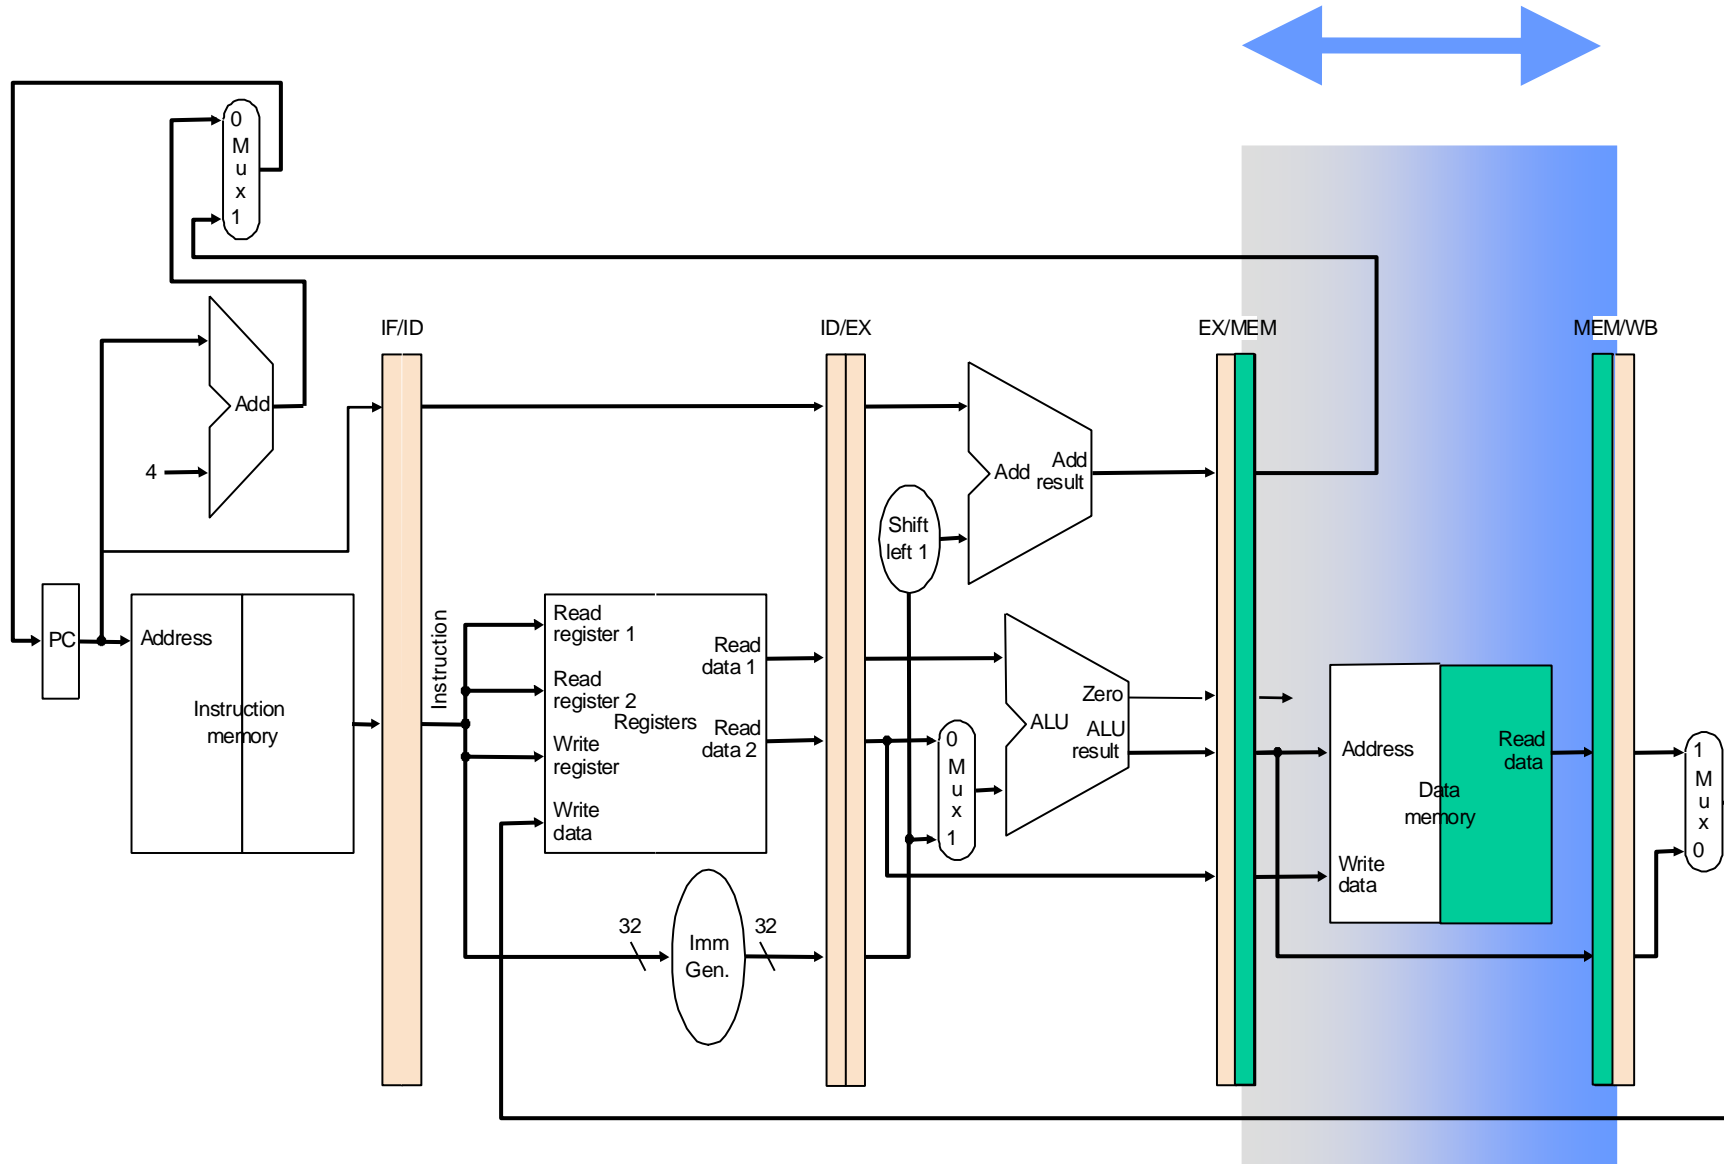 0
M
u
x
1
IF/ID
ID/EX
EX/MEM
MEM/WB
Add
4
Add
Add
result
Shift
left 1
PC
Address
Instruction
memory
Instruction
Read
register 1
Read
register 2
Write
register
Write
data
Registers
Read
data 1
Read
data 2
0
M
u
x
1
Zero
ALU
ALU
result
Address
Read
data
Data
memory
Write
data
1
M
u
x
0
32
Imm
Gen.
32